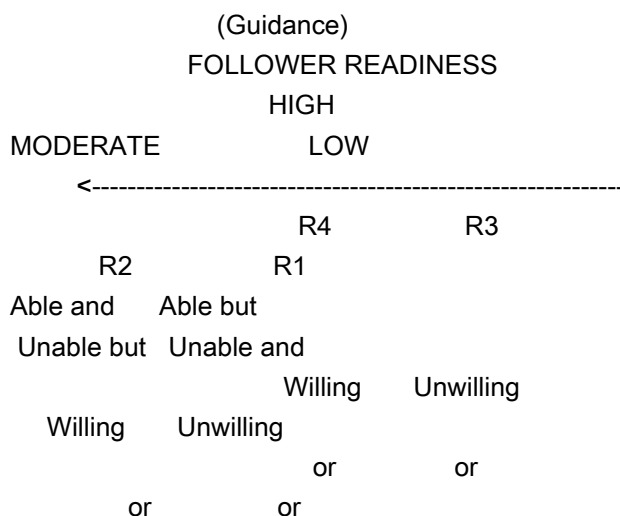 (Guidance)
FOLLOWER READINESS
HIGH
MODERATE LOW
<------------------------------------------------------------
R4 R3
R2 R1
Able and Able but
Unable but Unable and
Willing Unwilling
Willing Unwilling
or or
or or